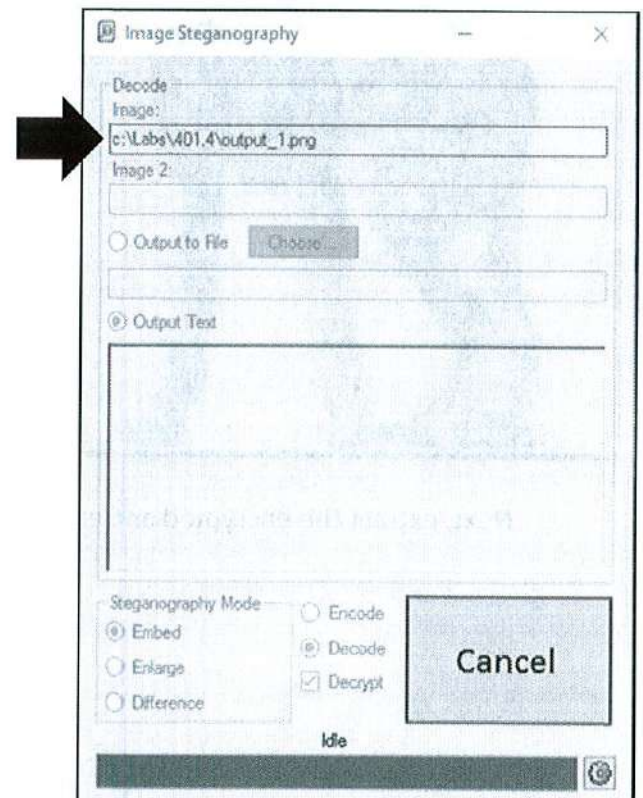 Image Steganography
Decode
Image:
c:\Labs\401.4\output_1.png
Image 2:
Output to File
Choose...
Output Text
Steganography Mode
Embed
Enlarge
Difference
Encode
Decode
Decrypt
Cancel
Idle